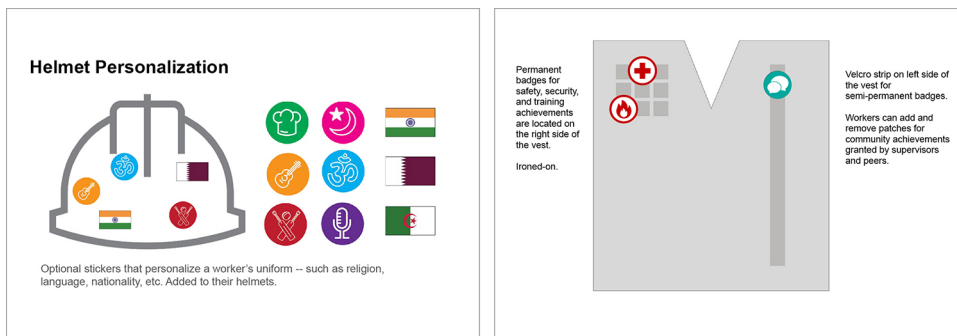 Helmet Personalization
Optional stickers that personalize a worker's uniform -- such as religion,
language, nationality, etc. Added to their helmets.
Permanent
badges for
safety, security,
and training
achievements
are located on
the right side of
the vest.
Ironed-on.
Velcro strip on left side of
the vest for
semi-permanent badges.
Workers can add and
remove patches for
community achievements
granted by supervisors
and peers.